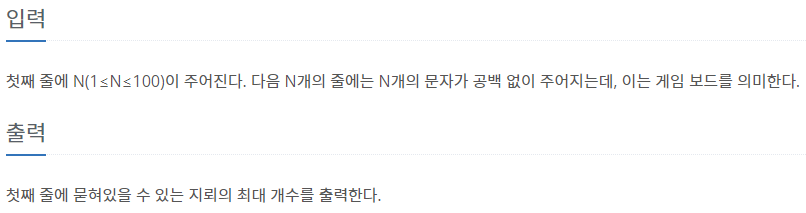 입력
첫째 줄에 N(1≤N≤100)이 주어진다. 다음 N개의 줄에는 N개의 문자가 공백 없이 주어지는데, 이는 게임 보드를 의미한다.
출력
첫째 줄에 묻혀있을 수 있는 지뢰의 최대 개수를 출력한다.